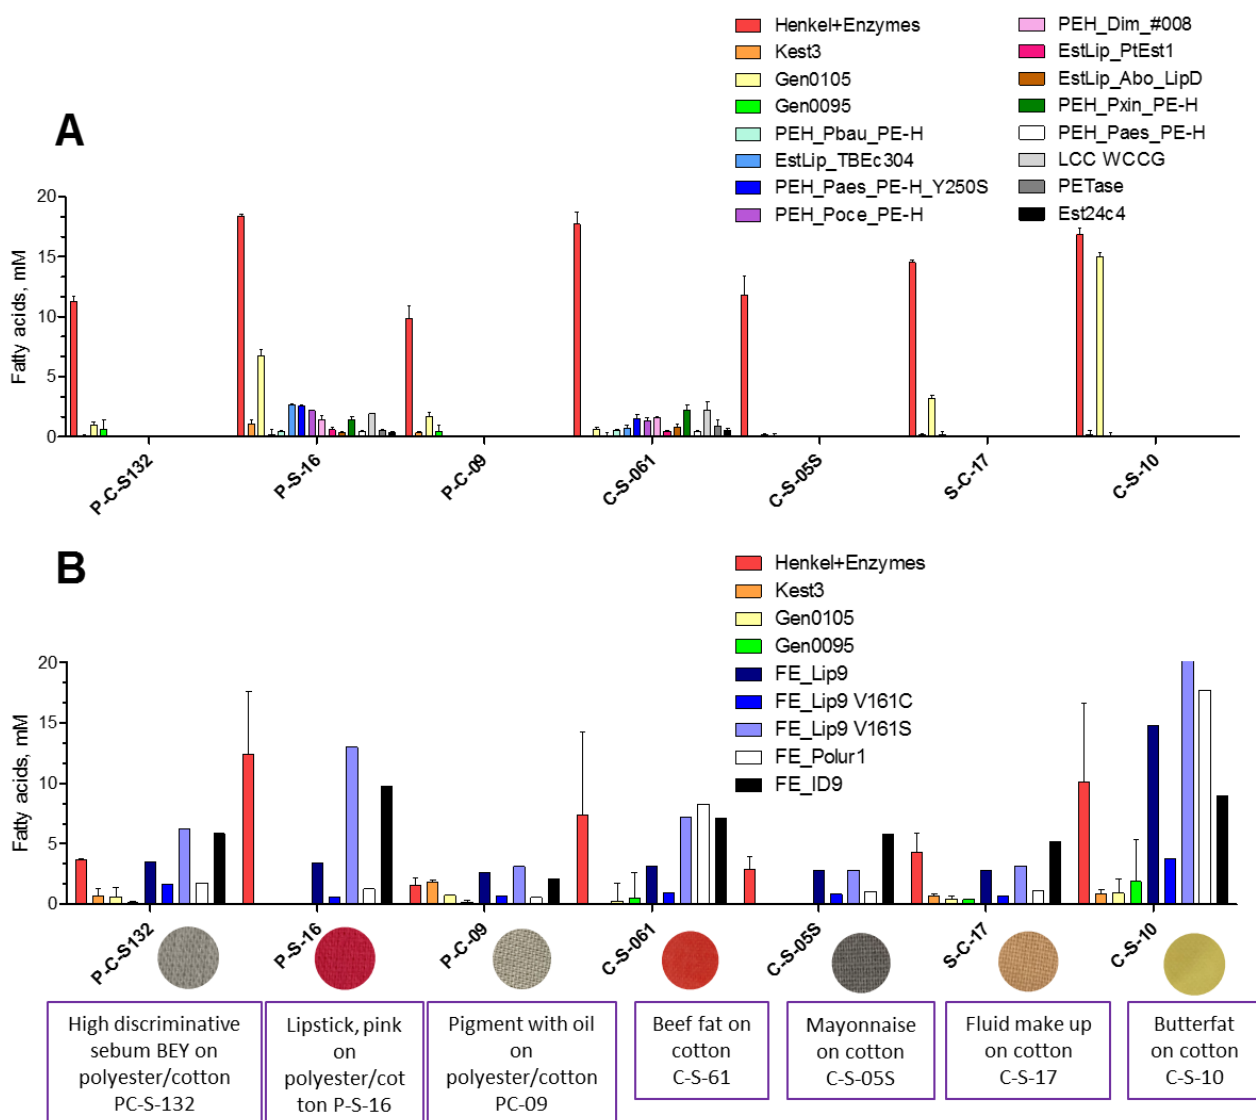 A
Henkel+Enzymes
Kest3
Gen0105
Gen0095
PEH_Pbau_PE-H
EstLip_TBEc304
PEH_Paes_PE-H_Y250S
PEH_Poce_PE-H
PEH_Dim_#008
EstLip_PtEst1
EstLip_Abo_LipD
PEH_Pxin_PE-H
PEH_Paes_PE-H
LCC WCCG
PETase
Est24c4
Fatty acids, mM
20
15
10
5
0
P-C-S132
P-S-16
P-C-09
C-S-061
C-S-05S
S-C-17
C-S-10
B
Henkel+Enzymes
Kest3
Gen0105
Gen0095
FE_Lip9
FE_Lip9 V161C
FE_Lip9 V161S
FE_Polur1
FE_ID9
Fatty acids, mM
20
15
10
5
0
P-C-S132
P-S-16
P-C-09
C-S-061
C-S-05S
S-C-17
C-S-10
High discriminative
sebum BEY on
polyester/cotton
PC-S-132
Lipstick, pink
on
polyester/cot
ton P-S-16
Pigment with oil
on
polyester/cotton
PC-09
Beef fat on
cotton
C-S-61
Mayonnaise
on cotton
C-S-05S
Fluid make up
on cotton
C-S-17
Butterfat
on cotton
C-S-10